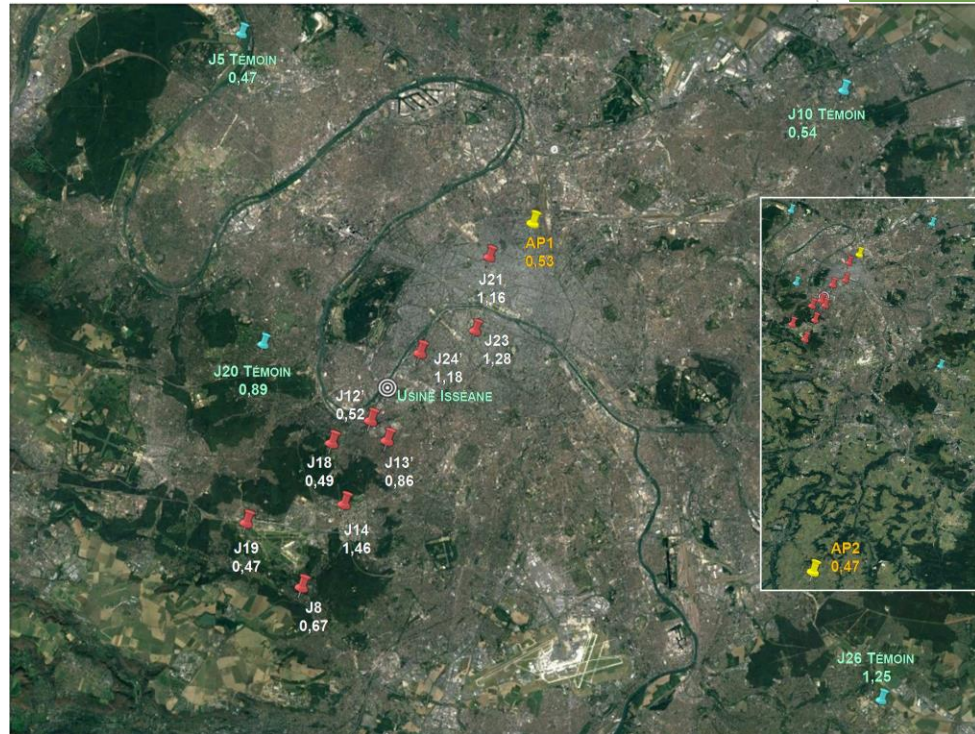 J5 TÉMOIN
0,47
J10 TÉMOIN
0,54
AP1
0,53
J21
1,16
J23
1,28
J24'
1,18
J20 TÉMOIN
0,89
USINE ISSÉANE
J12'
0,52
J18
0,49
J13'
0,86
J14
1,46
J19
0,47
J8
0,67
AP2
0,47
J26 TÉMOIN
1,25